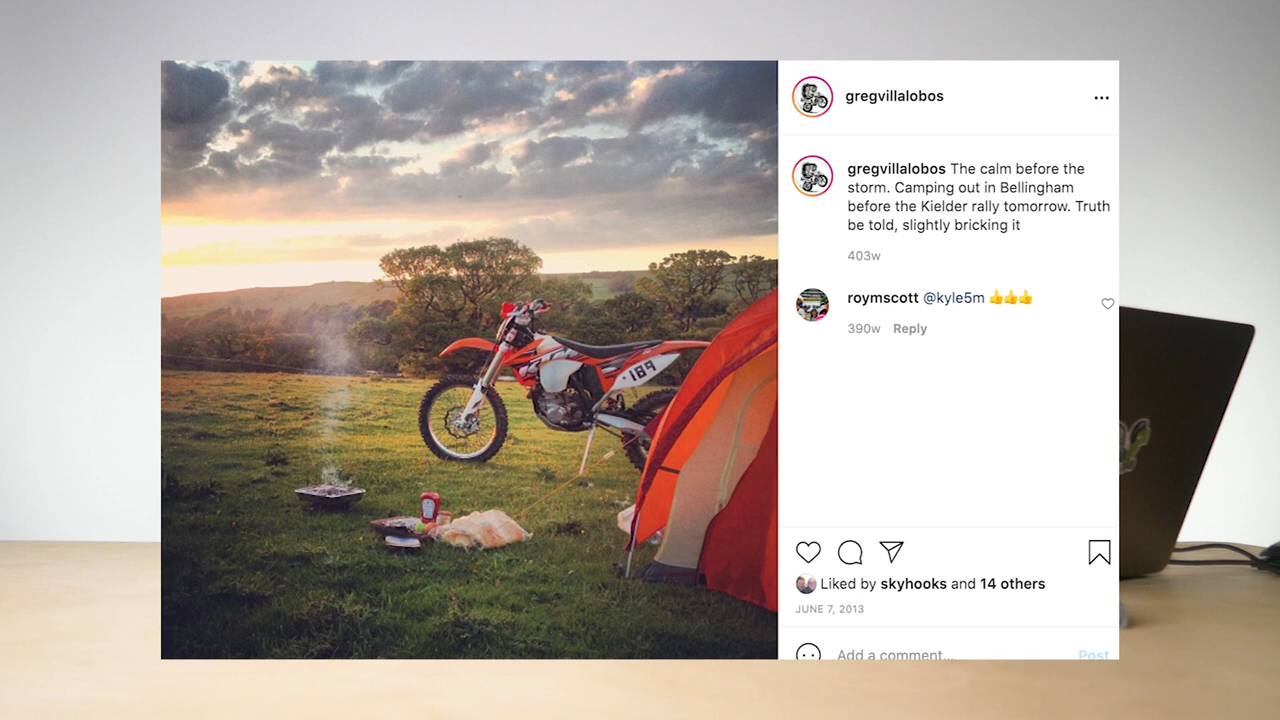 gregvillalobos
gregvillalobos The calm before the
storm. Camping out in Bellingham
before the Kielder rally tomorrow. Truth
be told, slightly bricking it
403w
roymscott @kyle5m 👍👍👍
390w Reply
189
Liked by skyhooks and 14 others
JUNE 7, 2013
Add a comment...
Post